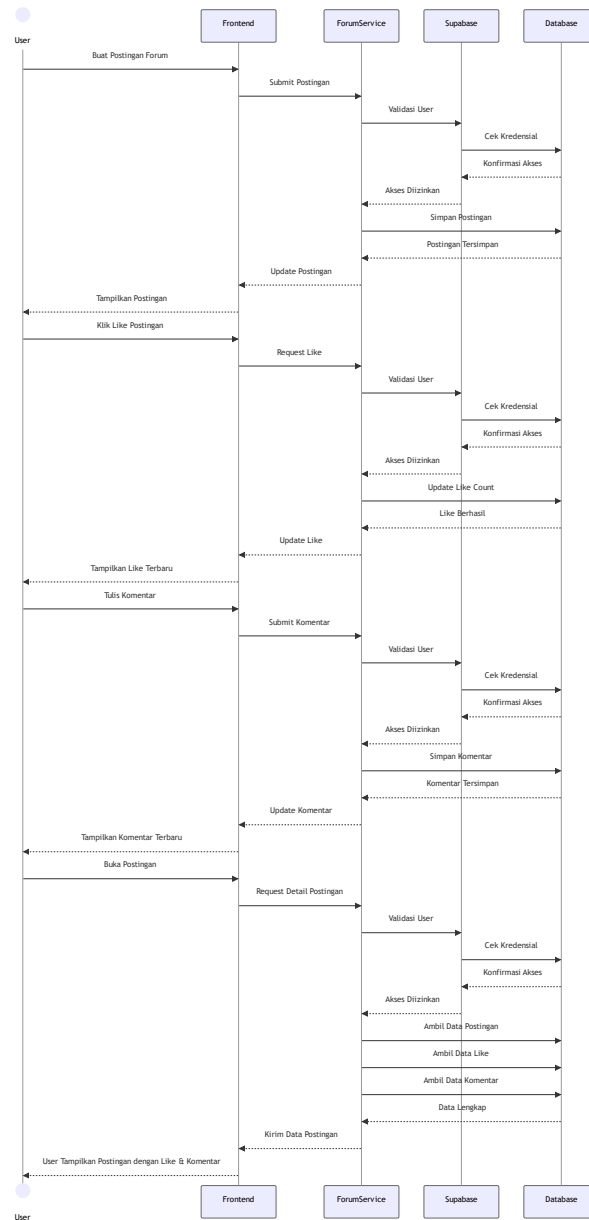 User
Frontend
ForumService
Supabase
Database
Buat Postingan Forum
Submit Postingan
Validasi User
Cek Kredensial
Konfirmasi Akses
Akses Diizinkan
Simpan Postingan
Postingan Tersimpan
Update Postingan
Tampilkan Postingan
Klik Like Postingan
Request Like
Validasi User
Cek Kredensial
Konfirmasi Akses
Akses Diizinkan
Update Like Count
Like Berhasil
Update Like
Tampilkan Like Terbaru
Tulis Komentar
Submit Komentar
Validasi User
Cek Kredensial
Konfirmasi Akses
Akses Diizinkan
Simpan Komentar
Komentar Tersimpan
Update Komentar
Tampilkan Komentar Terbaru
Buka Postingan
Request Detail Postingan
Validasi User
Cek Kredensial
Konfirmasi Akses
Akses Diizinkan
Ambil Data Postingan
Ambil Data Like
Ambil Data Komentar
Data Lengkap
Kirim Data Postingan
User Tampilkan Postingan dengan Like & Komentar
User
Frontend
ForumService
Supabase
Database